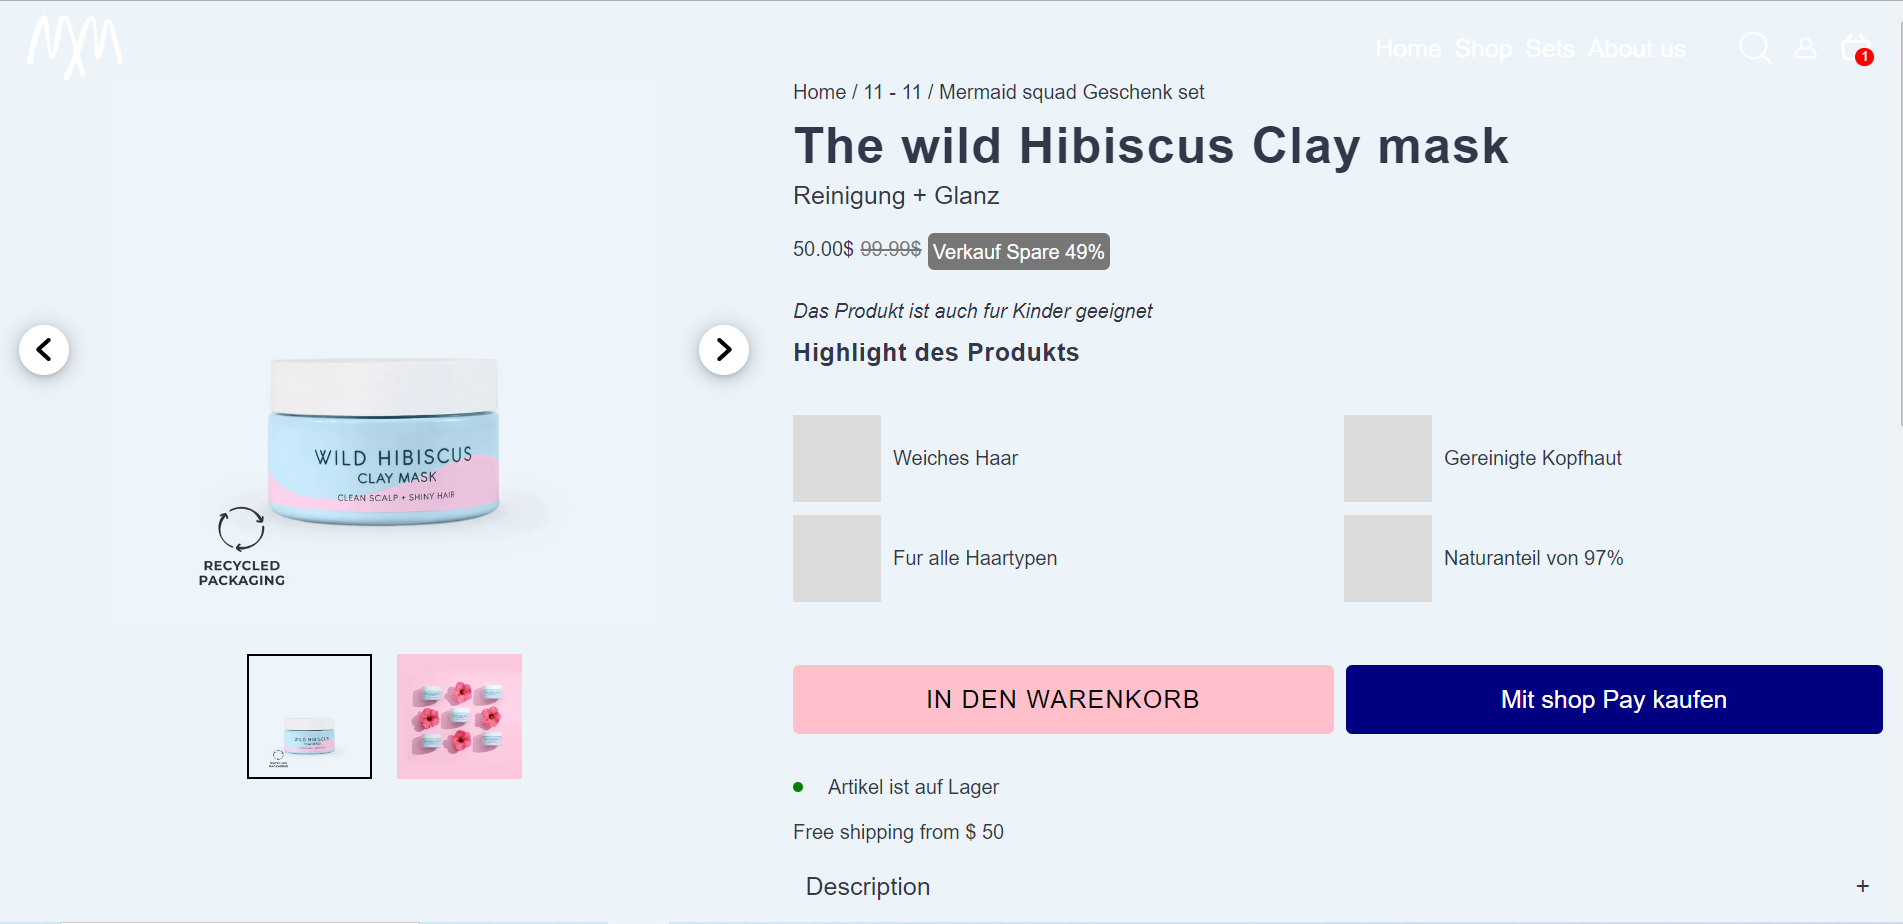 Home Shop Sets About us
1
Home / 11 - 11 / Mermaid squad Geschenk set
The wild Hibiscus Clay mask
Reinigung + Glanz
50.00$ 99.99$ Verkauf Spare 49%
Das Produkt ist auch fur Kinder geeignet
Highlight des Produkts
Weiches Haar
Gereinigte Kopfhaut
Fur alle Haartypen
Naturanteil von 97%
IN DEN WARENKORB
Mit shop Pay kaufen
Artikel ist auf Lager
Free shipping from $ 50
Description
+
WILD HIBISCUS
CLAY MASK
CLEAN SCALP + SHINY HAIR
RECYCLED
PACKAGING